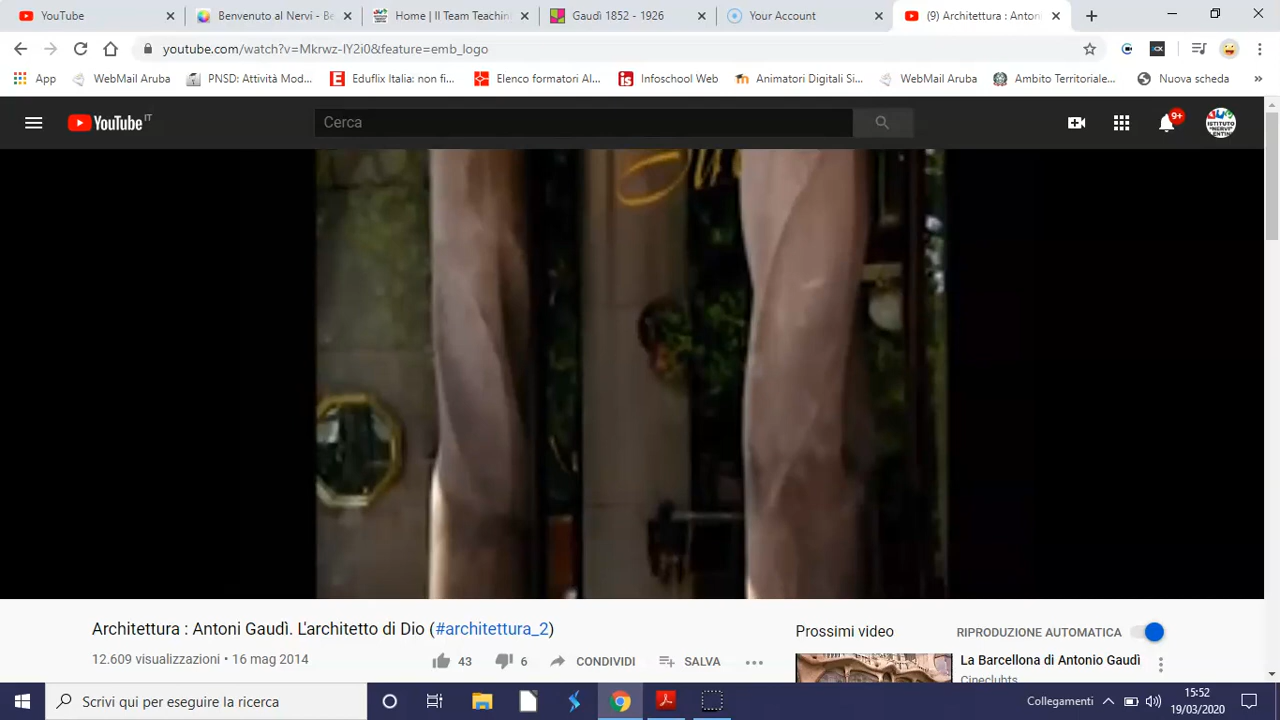 YouTube
Benvenuto al Nervi - Be
Home | Il Team Teachin
Gaudì 1852 - 1926
Your Account
(9) Architettura : Antoni
youtube.com/watch?v=Mkrwz-lY2i0&feature=emb_logo
App
WebMail Aruba
PNSD: Attività Mod...
Eduflix Italia: non fi...
Elenco formatori Al...
Infoschool Web
Animatori Digitali Si...
WebMail Aruba
Ambito Territoriale...
Nuova scheda
YouTube IT
Cerca
9+
Architettura : Antoni Gaudì. L'architetto di Dio (#architettura_2)
12.600 visualizzazioni • 16 mag 2014
43
6
CONDIVIDI
SALVA
Prossimi video
RIPRODUZIONE AUTOMATICA
La Barcellona di Antonio Gaudì
Cineclubts
Scrivi qui per eseguire la ricerca
Collegamenti
15:52
19/03/2020